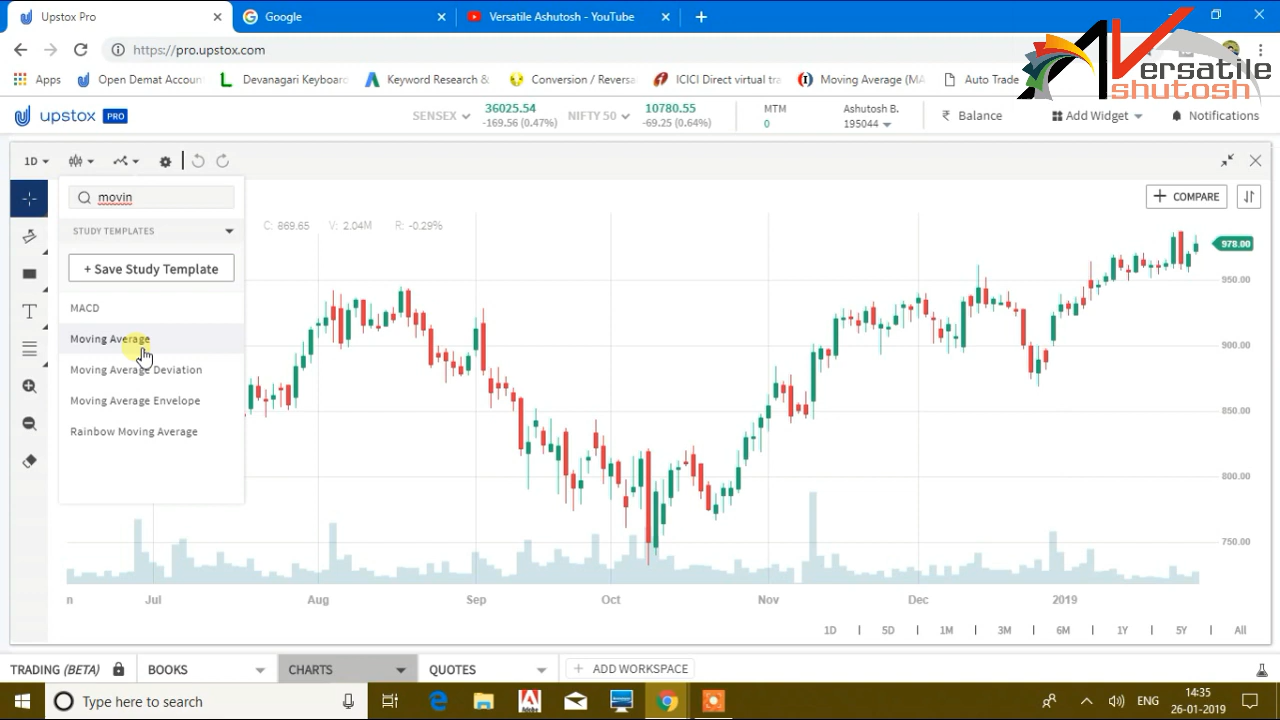 Upstox Pro
Google
Versatile Ashutosh - YouTube
https://pro.upstox.com
Apps
Open Demat Accoun
Devanagari Keyboar
Keyword Research &
Conversion / Reversa
ICICI Direct virtual tra
Moving Average (MA
Auto Trade
Versatile
Ashutosh
upstox PRO
SENSEX
36025.54
-169.56 (0.47%)
NIFTY 50
10780.55
-69.25 (0.64%)
MTM
0
Ashutosh B.
195044
Balance
Add Widget
Notifications
1D
movin
STUDY TEMPLATES
+ Save Study Template
MACD
Moving Average
Moving Average Deviation
Moving Average Envelope
Rainbow Moving Average
C: 869.65 V: 2.04M R: -0.29%
+ COMPARE
978.00
950.00
900.00
850.00
800.00
750.00
n Jul Aug Sep Oct Nov Dec 2019
1D 5D 1M 3M 6M 1Y 5Y All
TRADING (BETA)
BOOKS
CHARTS
QUOTES
+ ADD WORKSPACE
Type here to search
ENG
14:35
26-01-2019